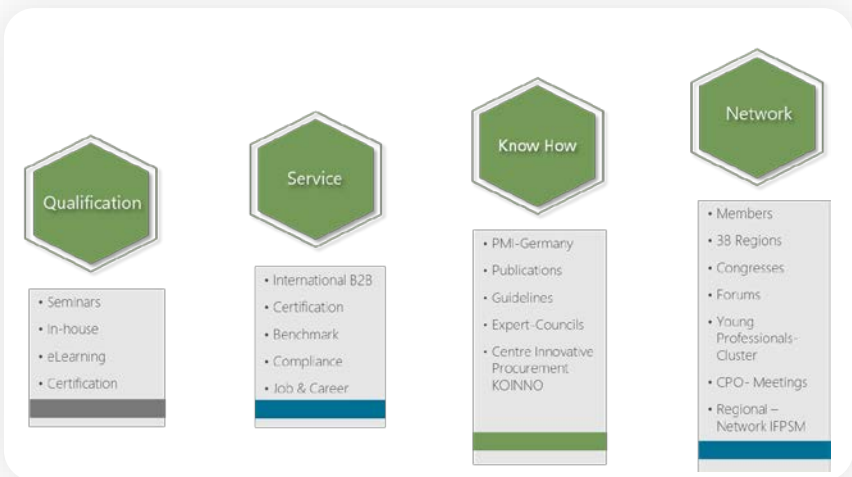 Qualification
• Seminars
• In-house
• eLearning
• Certification
Service
• International B2B
• Certification
• Benchmark
• Compliance
• Job & Career
Know How
• PMI-Germany
• Publications
• Guidelines
• Expert-Councils
• Centre Innovative
Procurement
KOINNO
Network
• Members
• 38 Regions
• Congresses
• Forums
• Young
Professionals-
Cluster
• CPO- Meetings
• Regional –
Network IFPSM